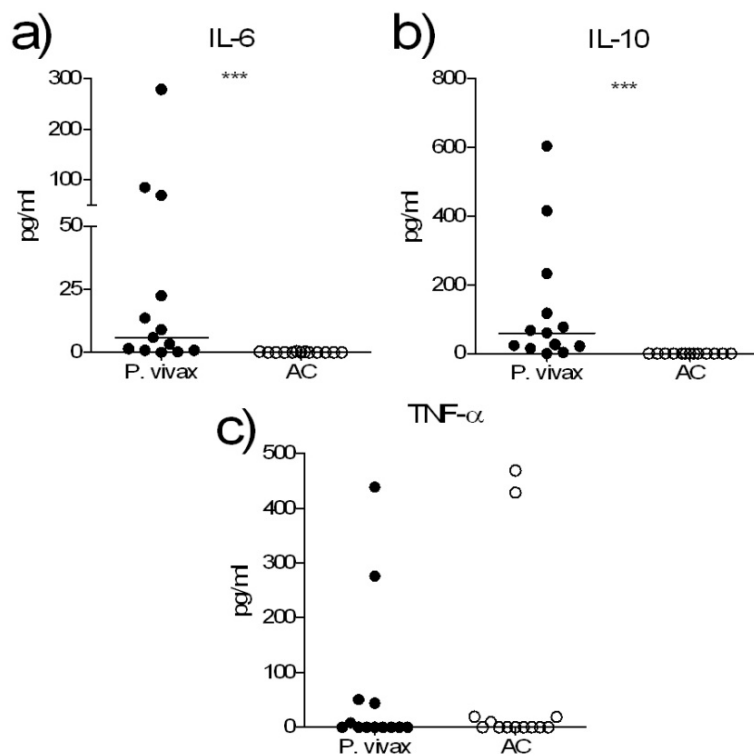 a)
IL-6
***
300
200
100
50
25
0
pg/ml
P. vivax
AC
b)
IL-10
***
800
600
400
200
0
pg/ml
P. vivax
AC
c)
TNF-α
500
400
300
200
100
0
pg/ml
P. vivax
AC